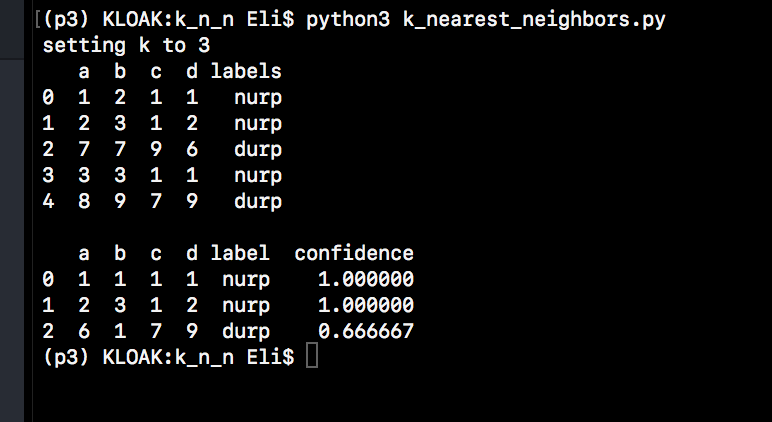 [(p3) KLOAK:k_n_n Eli$ python3 k_nearest_neighbors.py
setting k to 3
   a  b  c  d labels
0  1  2  1  1   nurp
1  2  3  1  2   nurp
2  7  7  9  6   durp
3  3  3  1  1   nurp
4  8  9  7  9   durp
   a  b  c  d label  confidence
0  1  1  1  1  nurp    1.000000
1  2  3  1  2  nurp    1.000000
2  6  1  7  9  durp    0.666667
(p3) KLOAK:k_n_n Eli$